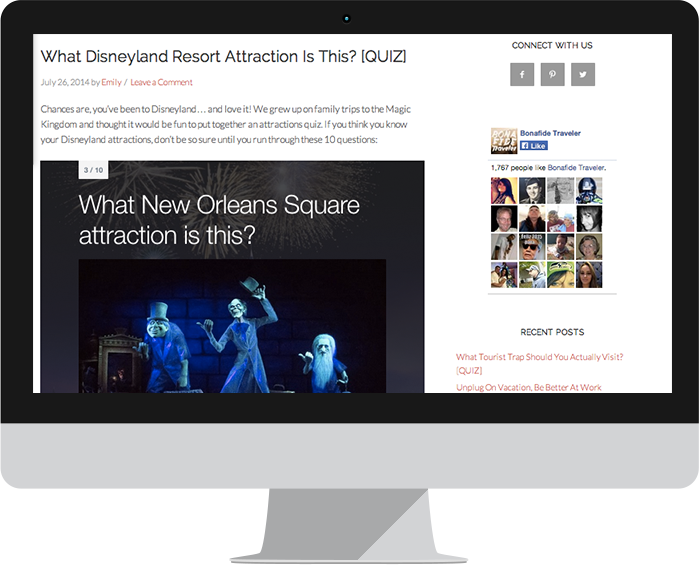 What Disneyland Resort Attraction Is This? [QUIZ]
July 26, 2014 by Emily / Leave a Comment
Chances are, you've been to Disneyland… and love it! We grew up on family trips to the Magic
Kingdom and thought it would be fun to put together an attractions quiz. If you think you know
your Disneyland attractions, don't be so sure until you run through these 10 questions:
3 / 10
What New Orleans Square
attraction is this?
CONNECT WITH US
BONA
FIDE
Traveler
Bonafide Traveler
Like
1,767 people like Bonafide Traveler.
RECENT POSTS
What Tourist Trap Should You Actually Visit?
[QUIZ]
Unplug On Vacation, Be Better At Work